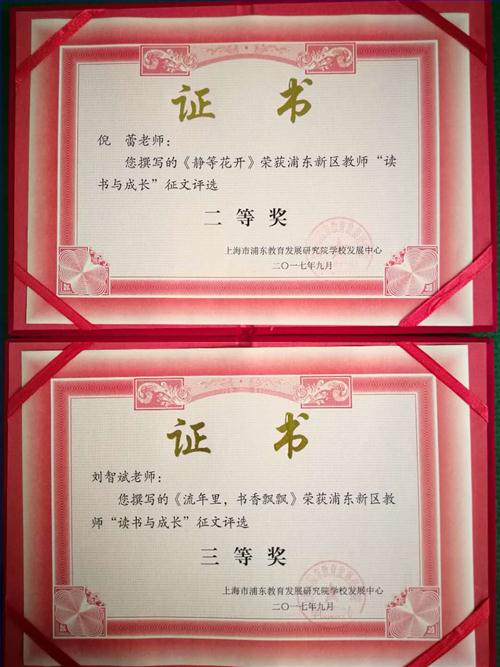 证 书
倪 蕾老师：
您撰写的《静等花开》荣获浦东新区教师“读
书与成长”征文评选
二 等 奖
上海市浦东教育发展研究院学校发展中心
二〇一七年九月
证 书
刘智斌老师：
您撰写的《流年里，书香飘飘》荣获浦东新区教
师“读书与成长”征文评选
三 等 奖
上海市浦东教育发展研究院学校发展中心
二〇一七年九月